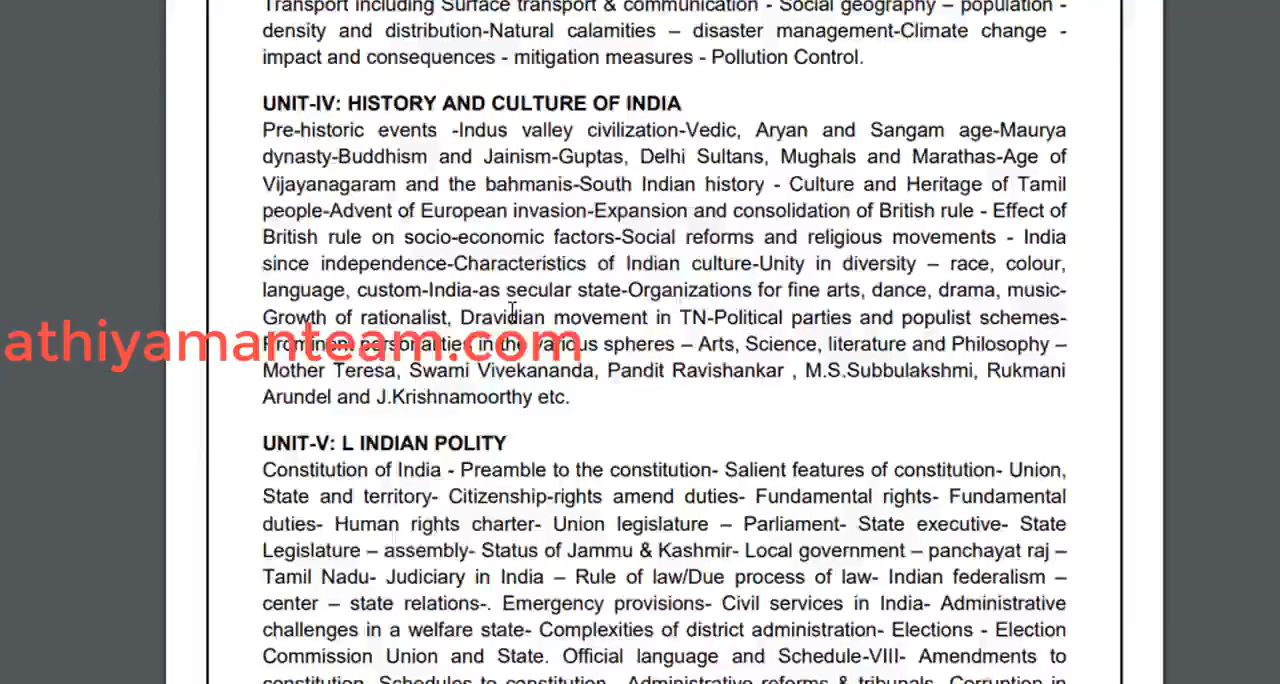 Transport including Surface transport & communication - Social geography – population -
density and distribution-Natural calamities – disaster management-Climate change -
impact and consequences - mitigation measures - Pollution Control.
UNIT-IV: HISTORY AND CULTURE OF INDIA
Pre-historic events -Indus valley civilization-Vedic, Aryan and Sangam age-Maurya
dynasty-Buddhism and Jainism-Guptas, Delhi Sultans, Mughals and Marathas-Age of
Vijayanagaram and the bahmanis-South Indian history - Culture and Heritage of Tamil
people-Advent of European invasion-Expansion and consolidation of British rule - Effect of
British rule on socio-economic factors-Social reforms and religious movements - India
since independence-Characteristics of Indian culture-Unity in diversity – race, colour,
language, custom-India-as secular state-Organizations for fine arts, dance, drama, music-
Growth of rationalist, Dravidian movement in TN-Political parties and populist schemes-
Prominent personalities in the various spheres – Arts, Science, literature and Philosophy –
athiyamanteam.com
Mother Teresa, Swami Vivekananda, Pandit Ravishankar , M.S.Subbulakshmi, Rukmani
Arundel and J.Krishnamoorthy etc.
UNIT-V: L INDIAN POLITY
Constitution of India - Preamble to the constitution- Salient features of constitution- Union,
State and territory- Citizenship-rights amend duties- Fundamental rights- Fundamental
duties- Human rights charter- Union legislature – Parliament- State executive- State
Legislature – assembly- Status of Jammu & Kashmir- Local government – panchayat raj –
Tamil Nadu- Judiciary in India – Rule of law/Due process of law- Indian federalism –
center – state relations-. Emergency provisions- Civil services in India- Administrative
challenges in a welfare state- Complexities of district administration- Elections - Election
Commission Union and State. Official language and Schedule-VIII- Amendments to
constitution- Schedules to constitution- Administrative reforms & tribunals- Corruption in